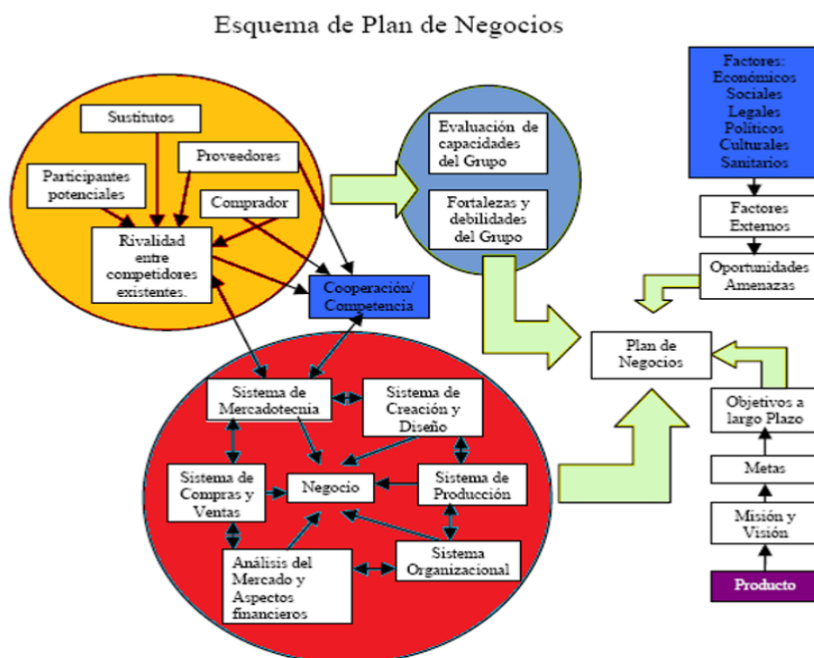 Esquema de Plan de Negocios
Sustitutos
Proveedores
Participantes
potenciales
Comprador
Rivalidad
entre
competidores
existentes.
Evaluación de
capacidades
del Grupo
Fortalezas y
debilidades
del Grupo
Factores:
Económicos
Sociales
Legales
Políticos
Culturales
Sanitarios
Factores
Externos
Oportunidades
Amenazas
Cooperación/
Competencia
Plan de
Negocios
Objetivos a
largo Plazo
Metas
Misión y
Visión
Producto
Sistema de
Mercadotecnia
Sistema de
Creación y
Diseño
Sistema de
Compras y
Ventas
Negocio
Sistema de
Producción
Análisis del
Mercado y
Aspectos
financieros
Sistema
Organizacional